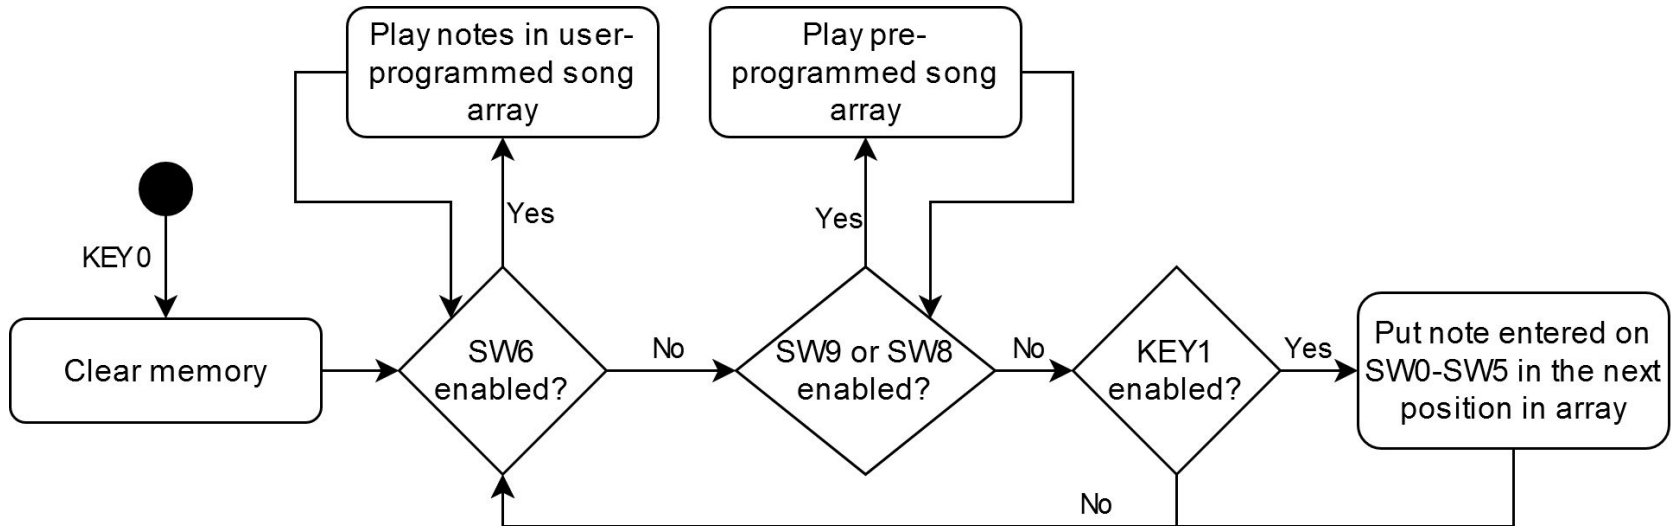 Play notes in user-
programmed song
array
Play pre-
programmed song
array
KEY0
Yes
Yes
Clear memory
SW6
enabled?
No
SW9 or SW8
enabled?
No
KEY1
enabled?
Yes
Put note entered on
SW0-SW5 in the next
position in array
No